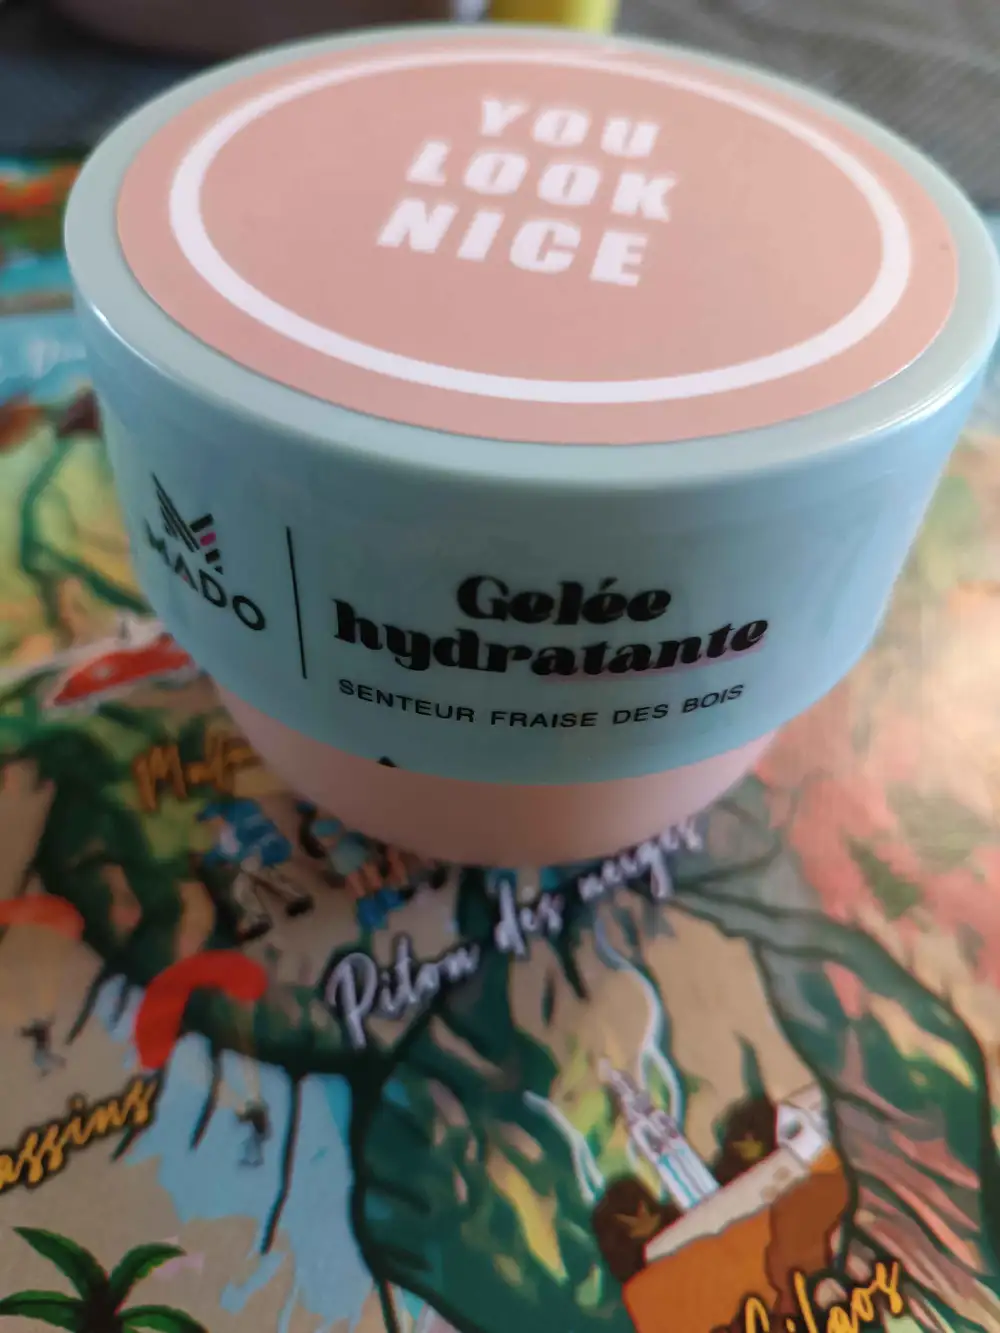 YOU
LOOK
NICE
MADO
Gelée
hydratante
SENTEUR FRAISE DES BOIS
Piton des neiges